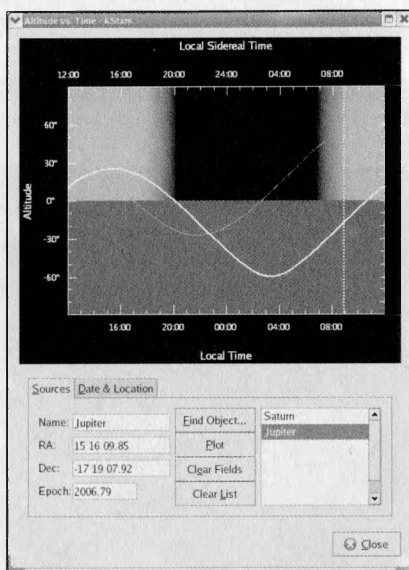 Altitude vs. Time - KStars
Local Sidereal Time
12:00 16:00 20:00 24:00 04:00 08:00
60°
30°
0°
-30°
-60°
Altitude
16:00 20:00 00:00 04:00 08:00
Local Time
Sources Date & Location
Name: Jupiter
RA: 15 16 09.85
Dec: -17 19 07.92
Epoch: 2006.79
Find Object...
Plot
Clear Fields
Clear List
Saturn
Jupiter
Close